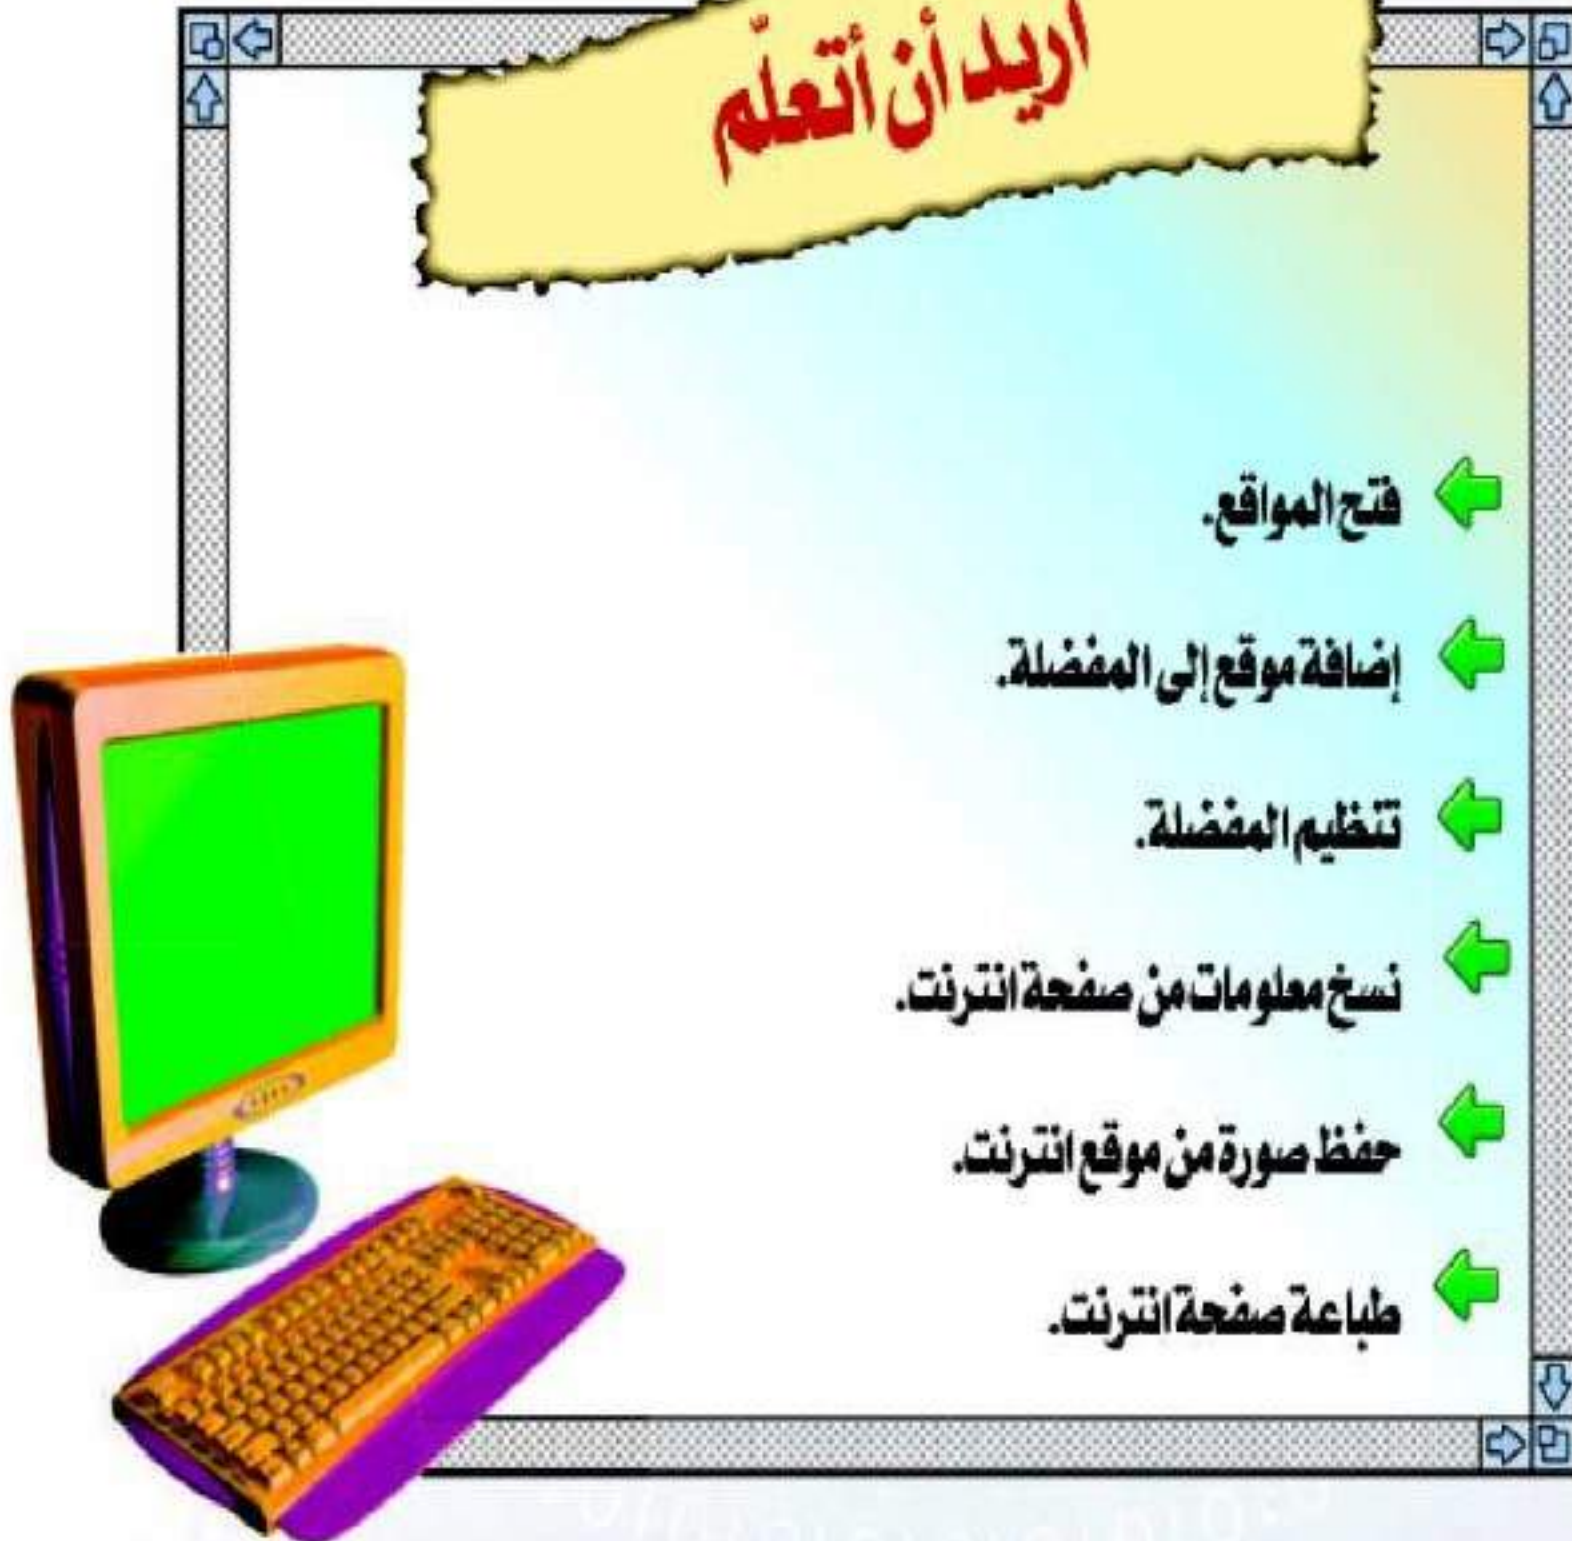 أريد أن أتعلّم
فتح المواقع.
إضافة موقع إلى المفضلة.
تنظيم المفضلة.
نسخ معلومات من صفحة انترنت.
حفظ صورة من موقع انترنت.
طباعة صفحة انترنت.